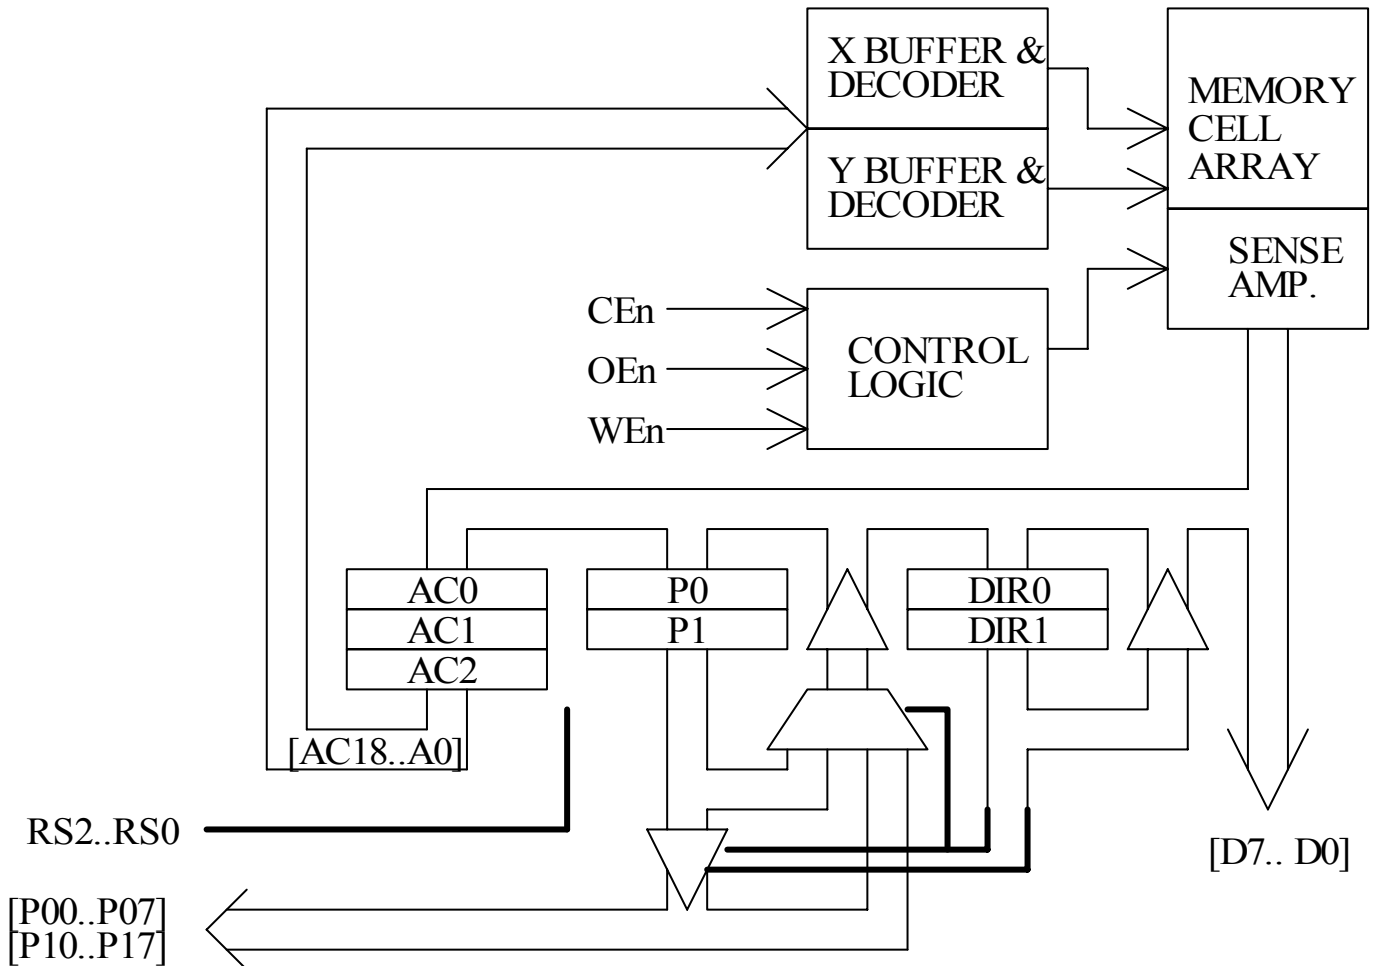 X BUFFER &
DECODER
Y BUFFER &
DECODER
MEMORY
CELL
ARRAY
SENSE
AMP.
CEn
OEn
WEn
CONTROL
LOGIC
AC0
AC1
AC2
P0
P1
DIR0
DIR1
[AC18..A0]
RS2..RS0
[D7.. D0]
[P00..P07]
[P10..P17]